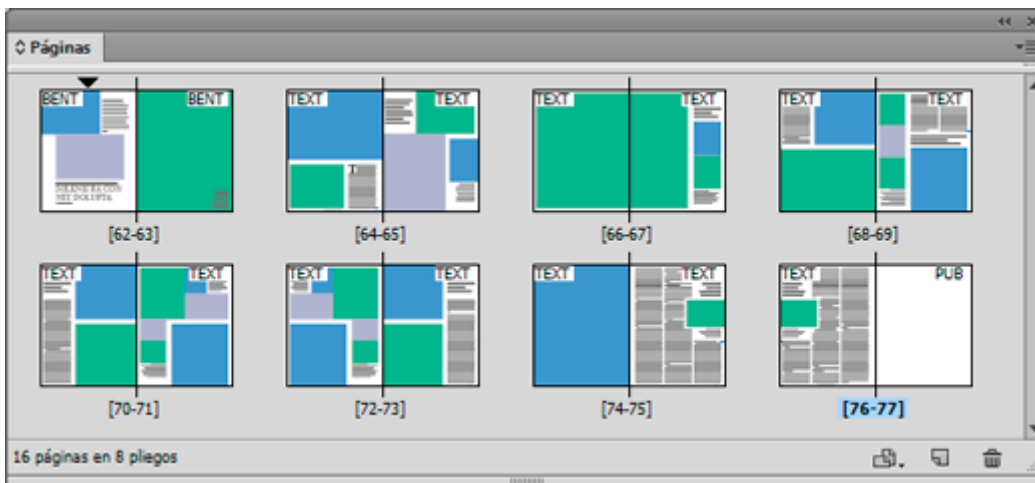 Páginas
BENT BENT TEXT TEXT TEXT TEXT TEXT TEXT
T
NET DOLUPTA
[62-63] [64-65] [66-67] [68-69]
TEXT TEXT TEXT TEXT TEXT TEXT TEXT PUB
[70-71] [72-73] [74-75] [76-77]
16 páginas en 8 pliegos